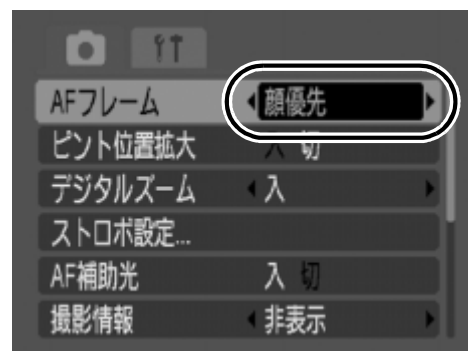 AFフレーム 顔優先
ピント位置拡大 入 切
デジタルズーム 入
ストロボ設定...
AF補助光 入 切
撮影情報 非表示